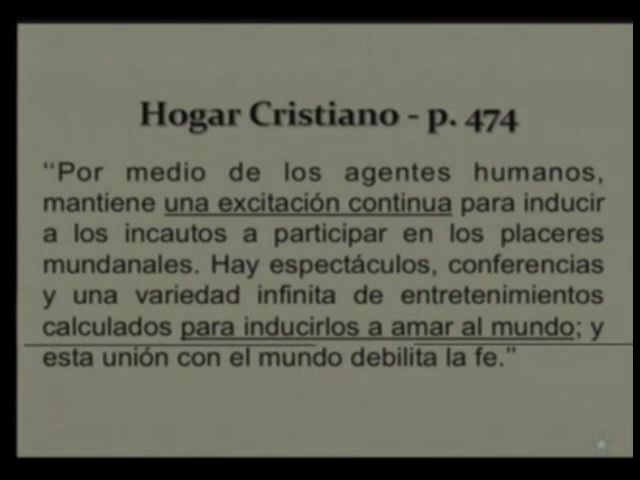 Hogar Cristiano - p. 474
“Por medio de los agentes humanos,
mantiene una excitación continua para inducir
a los incautos a participar en los placeres
mundanales. Hay espectáculos, conferencias
y una variedad infinita de entretenimientos
calculados para inducirlos a amar al mundo; y
esta unión con el mundo debilita la fe.”